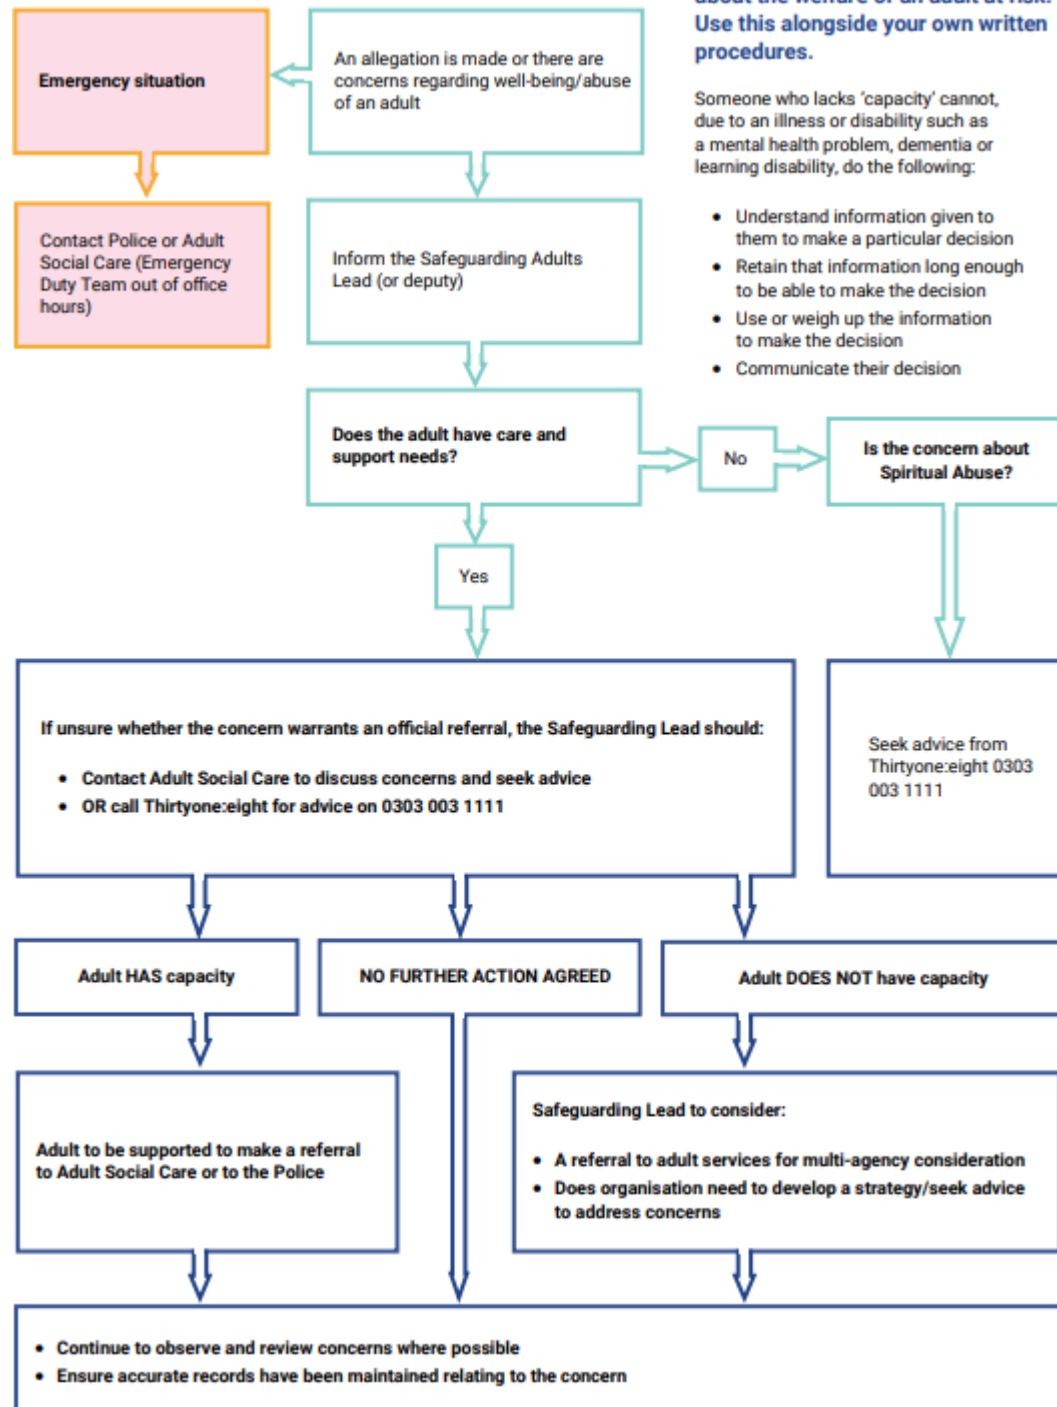 about the welfare of an adult at risk.
Use this alongside your own written
procedures.
Someone who lacks ‘capacity’ cannot,
due to an illness or disability such as
a mental health problem, dementia or
learning disability, do the following:
• Understand information given to
them to make a particular decision
• Retain that information long enough
to be able to make the decision
• Use or weigh up the information
to make the decision
• Communicate their decision
Emergency situation
An allegation is made or there are
concerns regarding well-being/abuse
of an adult
Contact Police or Adult
Social Care (Emergency
Duty Team out of office
hours)
Inform the Safeguarding Adults
Lead (or deputy)
Does the adult have care and
support needs?
No
Is the concern about
Spiritual Abuse?
Yes
If unsure whether the concern warrants an official referral, the Safeguarding Lead should:
• Contact Adult Social Care to discuss concerns and seek advice
• OR call Thirtyone:eight for advice on 0303 003 1111
Seek advice from
Thirtyone:eight 0303
003 1111
Adult HAS capacity
NO FURTHER ACTION AGREED
Adult DOES NOT have capacity
Adult to be supported to make a referral
to Adult Social Care or to the Police
Safeguarding Lead to consider:
• A referral to adult services for multi-agency consideration
• Does organisation need to develop a strategy/seek advice
to address concerns
• Continue to observe and review concerns where possible
• Ensure accurate records have been maintained relating to the concern